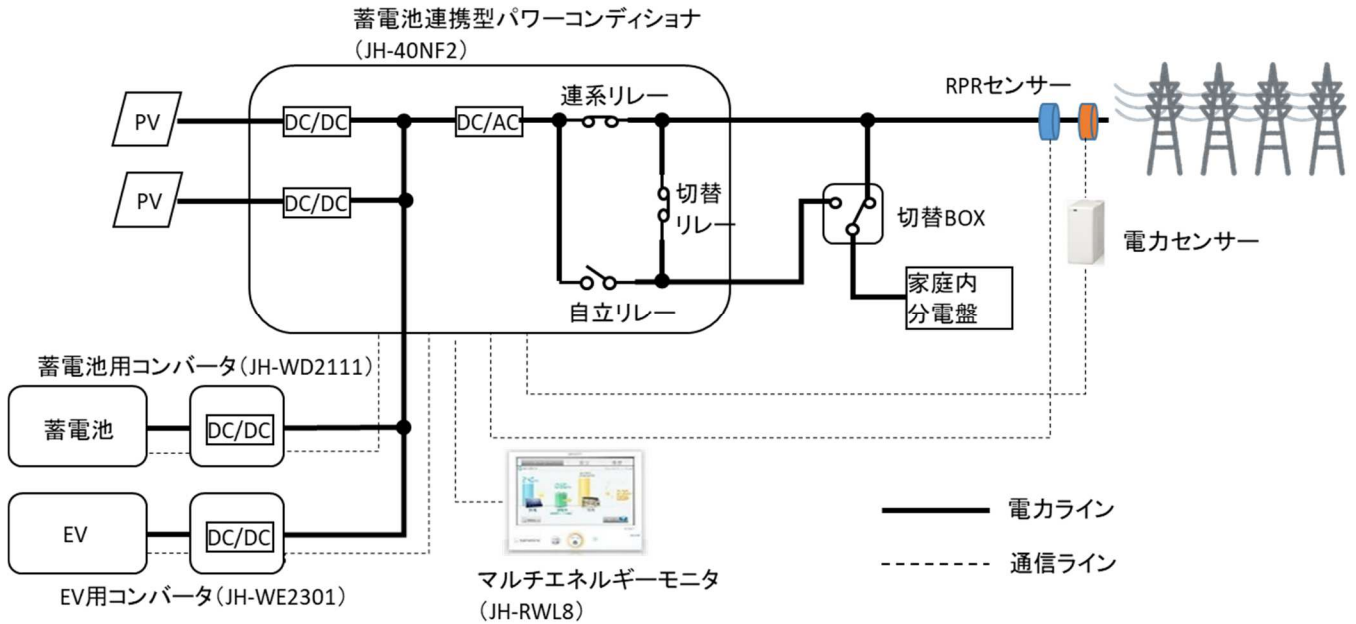 蓄電池連携型パワーコンディショナ
（JH-40NF2）
RPRセンサー
連系リレー
PV
DC/DC
DC/AC
PV
DC/DC
切替
リレー
切替BOX
電力センサー
自立リレー
家庭内
分電盤
蓄電池用コンバータ（JH-WD2111）
蓄電池
DC/DC
EV
DC/DC
EV用コンバータ（JH-WE2301）
マルチエネルギーモニタ
（JH-RWL8）
電力ライン
通信ライン